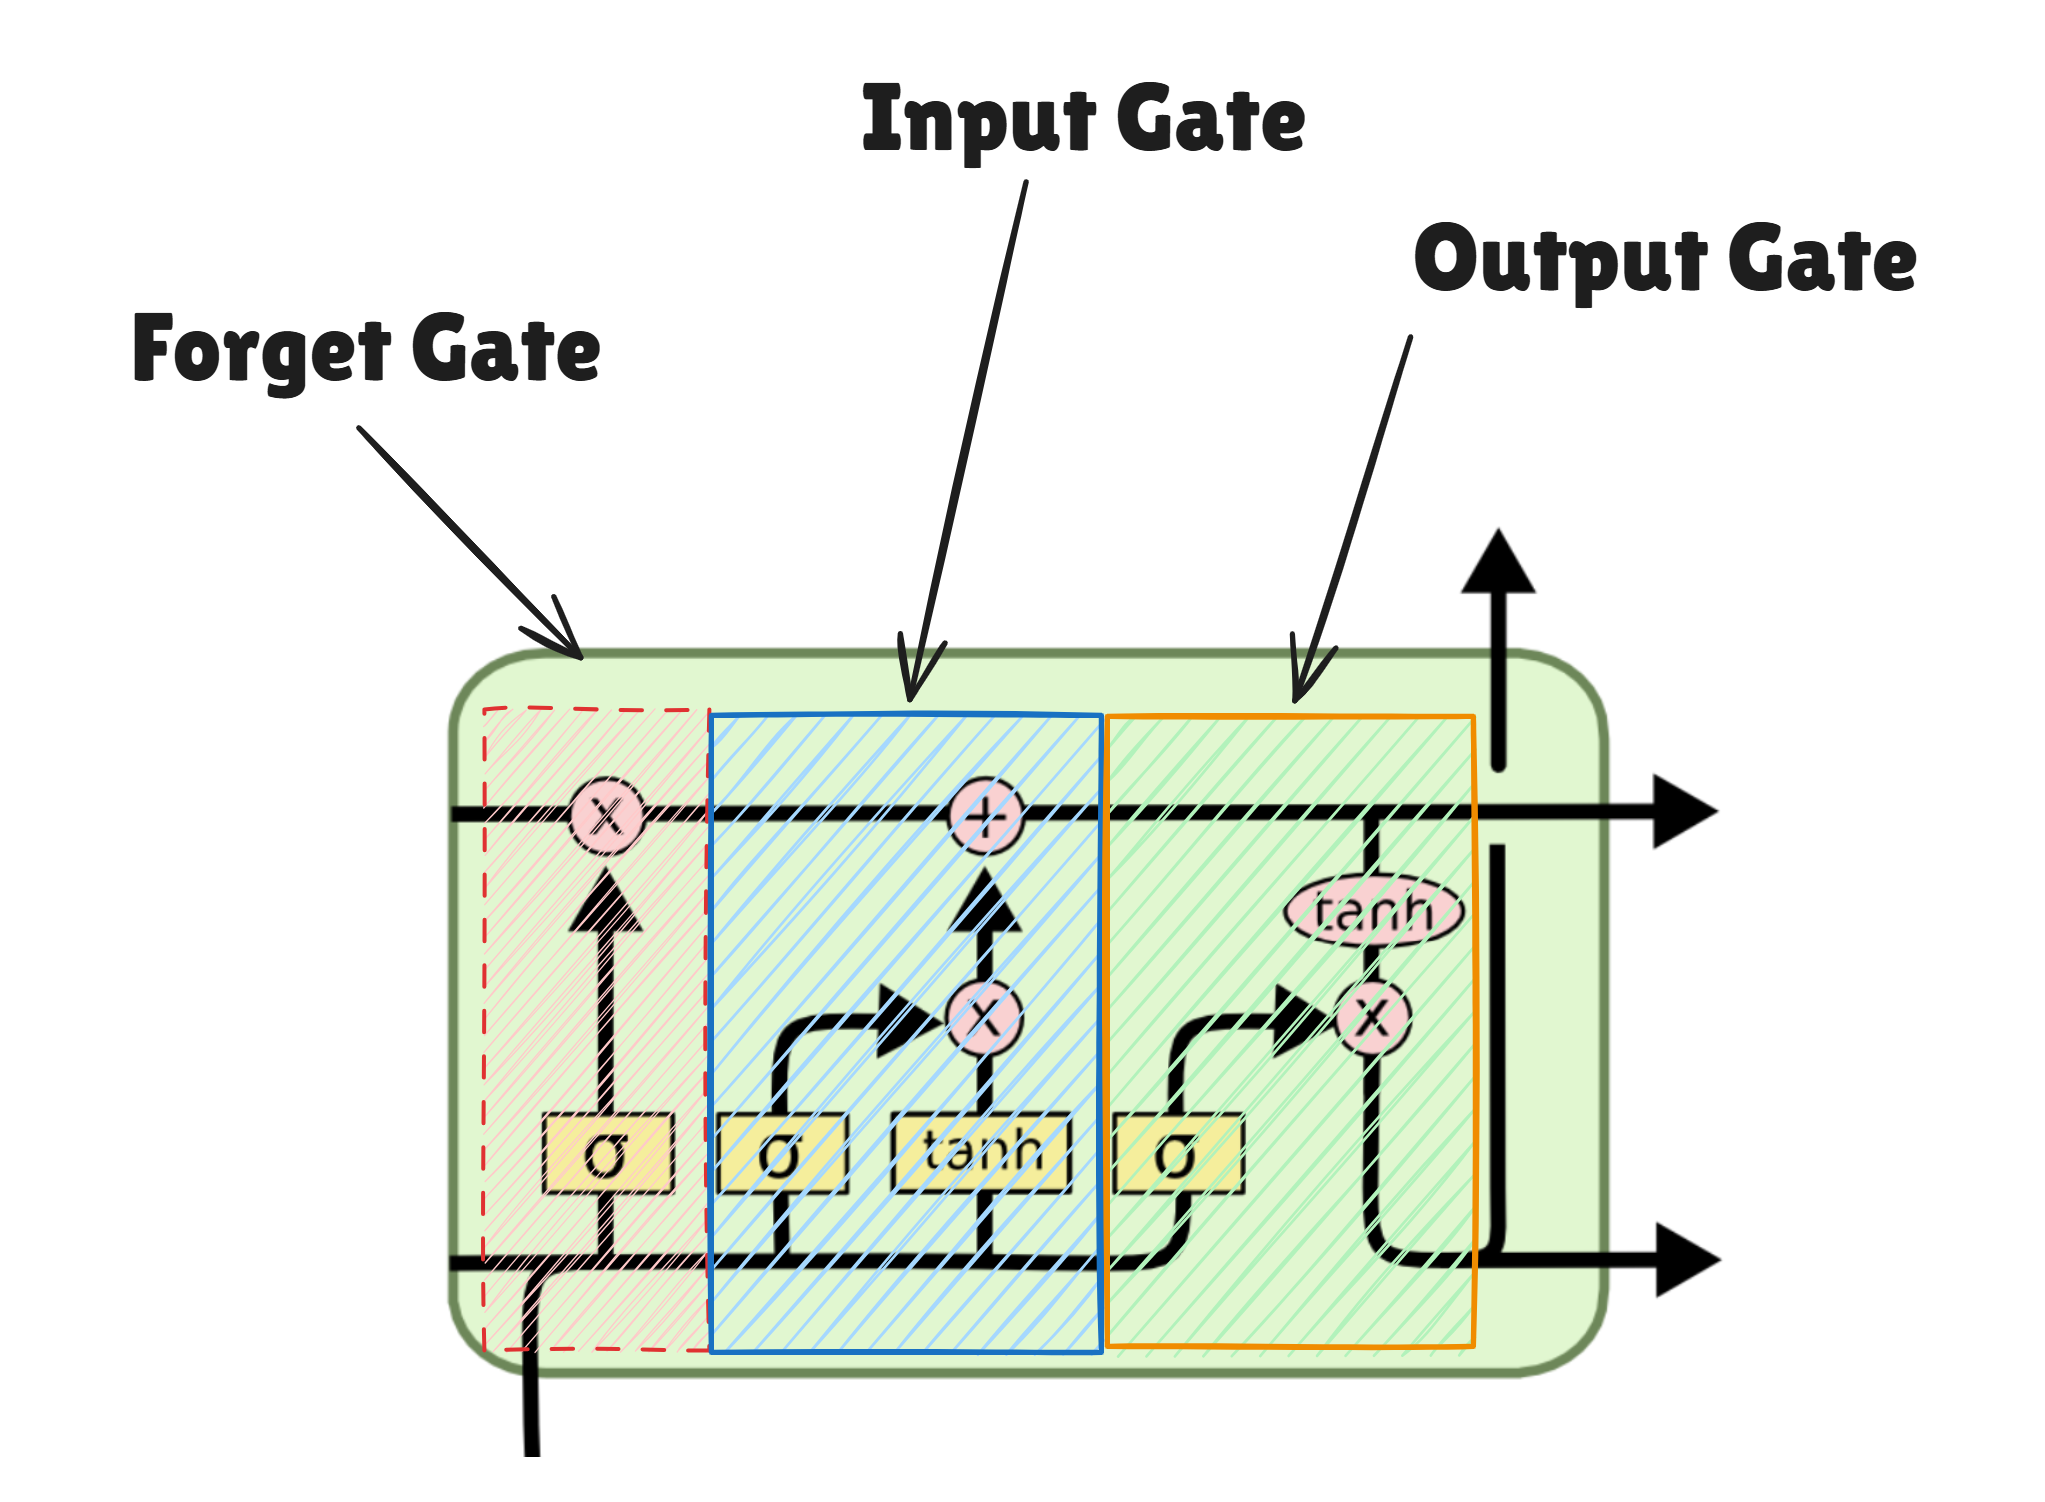 Input Gate
Output Gate
Forget Gate
x
+
tanh
x
x
σ
σ
tanh
σ